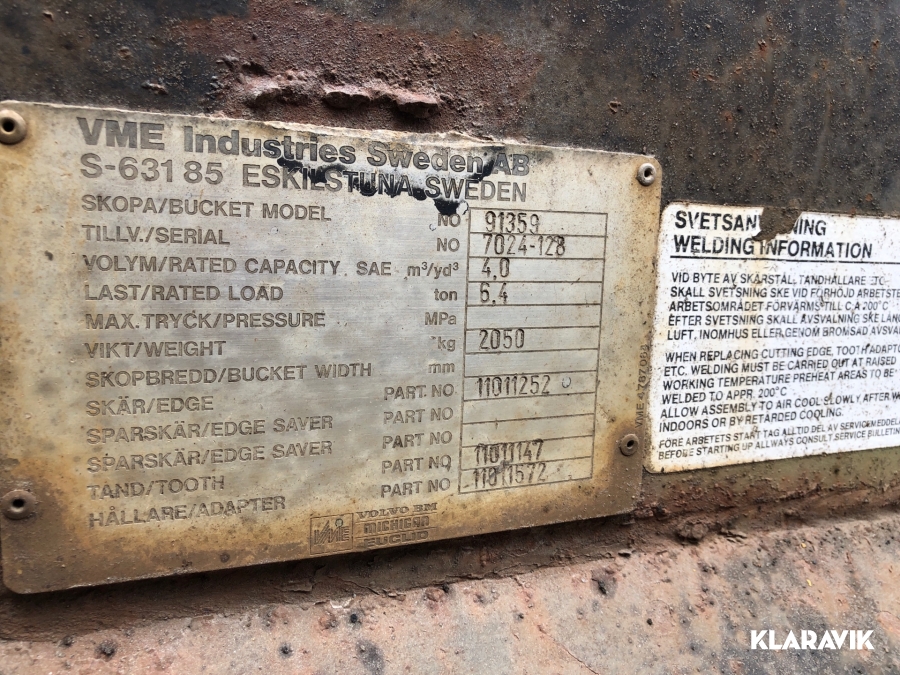 VME Industries Sweden AB
S-631 85 ESKILSTUNA SWEDEN
SKOPA/BUCKET MODEL NO 91359
TILLV./SERIAL NO 7024-128
VOLYM/RATED CAPACITY SAE m³/yd³ 4.0
LAST/RATED LOAD ton 6.4
MAX.TRYCK/PRESSURE MPa
VIKT/WEIGHT kg 2050
SKOPBREDD/BUCKET WIDTH mm
SKÄR/EDGE PART. NO 11011252
SPARSKÄR/EDGE SAVER PART. NO
SPARSKÄR/EDGE SAVER PART NO
TAND/TOOTH PART NO 11011147
HÅLLARE/ADAPTER PART NO 11011572
VME VOLVO BM
MICHIGAN
EUCLID
WELDING INFORMATION
VID BYTE AV SKÄRSTÅL, TANDHÅLLARE
SKALL SVETSNING SKE VID FÖRHÖJD
ARBETSOMRÅDET FÖRVÄRMS TILL CA 200°C
EFTER SVETSNING SKALL AVSVALNING SKE
LUFT, INOMHUS ELLER GENOM BROMSAD
WHEN REPLACING CUTTING EDGE, TOOTH
ETC. WELDING MUST BE CARRIED OUT AT RAISED
WORKING TEMPERATURE PREHEAT AREAS TO BE
WELDED TO APPR. 200°C
ALLOW ASSEMBLY TO AIR COOL SLOWLY, AFTER
INDOORS OR BY RETARDED COOLING.
FÖRE ARBETETS START TAG ALLTID DEL AV
BEFORE STARTING UP ALLWAYS CONSULT SERVICE
KLARAVIK